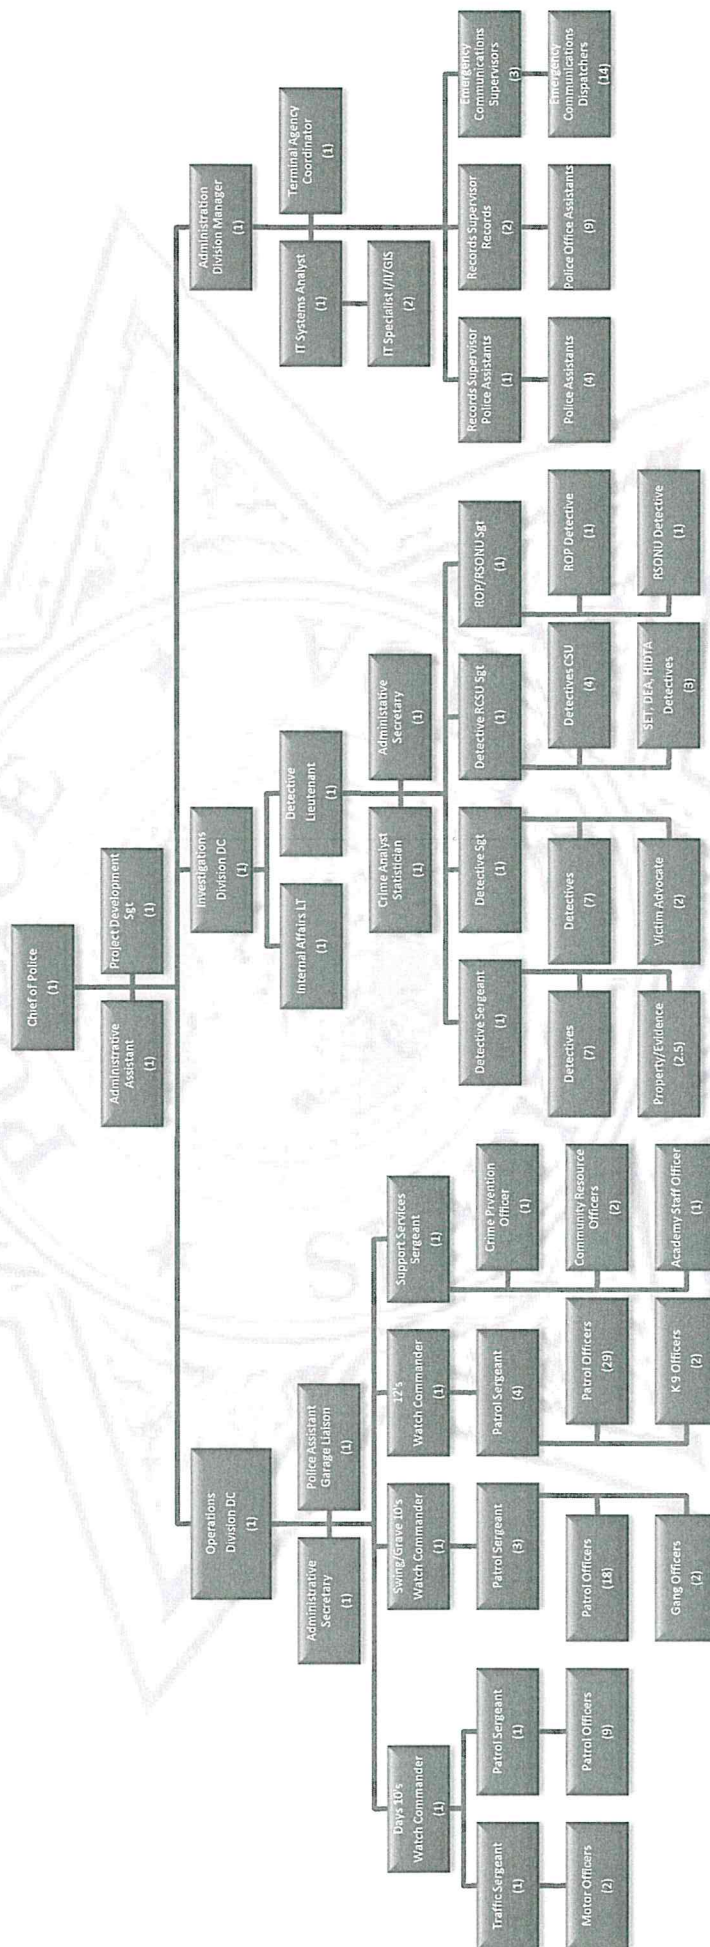 Chief of Police
(1)
Administrative
Assistant
(1)
Project Development
Sgt
(1)
Operations
Division DC
(1)
Administrative
Secretary
(1)
Police Assistant
Garage Liaison
(1)
Days 10's
Watch Commander
(1)
Traffic Sergeant
(1)
Motor Officers
(2)
Patrol Sergeant
(1)
Patrol Officers
(9)
Swing/Grave 10's
Watch Commander
(1)
Patrol Sergeant
(3)
Patrol Officers
(18)
Gang Officers
(2)
12's
Watch Commander
(1)
Patrol Sergeant
(4)
Patrol Officers
(29)
K 9 Officers
(2)
Support Services
Sergeant
(1)
Crime Prvention
Officer
(1)
Community Resource
Officers
(2)
Academy Staff Officer
(1)
Investigations
Division DC
(1)
Internal Affairs LT
(1)
Detective
Lieutenant
(1)
Crime Analyst
Statistician
(1)
Administative
Secretary
(1)
Detective Sergeant
(1)
Detectives
(7)
Property/Evidence
(2.5)
Detective Sgt
(1)
Detectives
(7)
Victim Advocate
(2)
Detective RCSU Sgt
(1)
Detectives CSU
(4)
SET, DEA, HIDTA
Detectives
(3)
ROP/RSONU Sgt
(1)
ROP Detective
(1)
RSONU Detective
(1)
Administration
Division Manager
(1)
IT Systems Analyst
(1)
IT Specialist I/II/GIS
(2)
Terminal Agency
Coordinator
(1)
Records Supervisor
Police Assistants
(1)
Police Assistants
(4)
Records Supervisor
Records
(2)
Police Office Assistants
(9)
Emergency
Communications
Supervisors
(3)
Emergency
Communications
Dispatchers
(14)